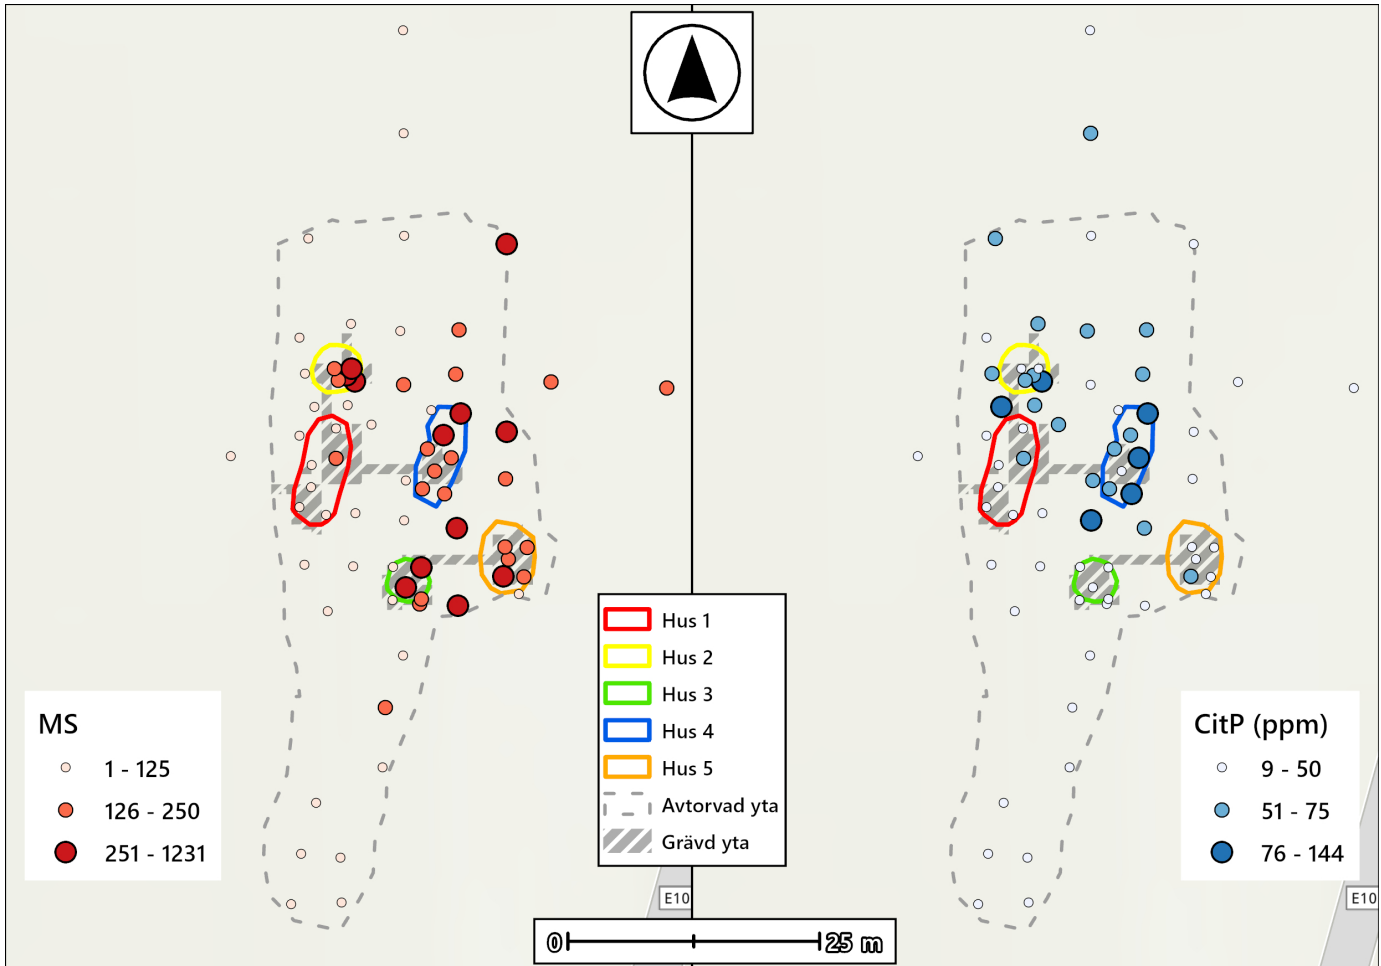 MS
1 - 125
126 - 250
251 - 1231
Hus 1
Hus 2
Hus 3
Hus 4
Hus 5
Avtorvad yta
Grävd yta
E10
0 25 m
CitP (ppm)
9 - 50
51 - 75
76 - 144
E10